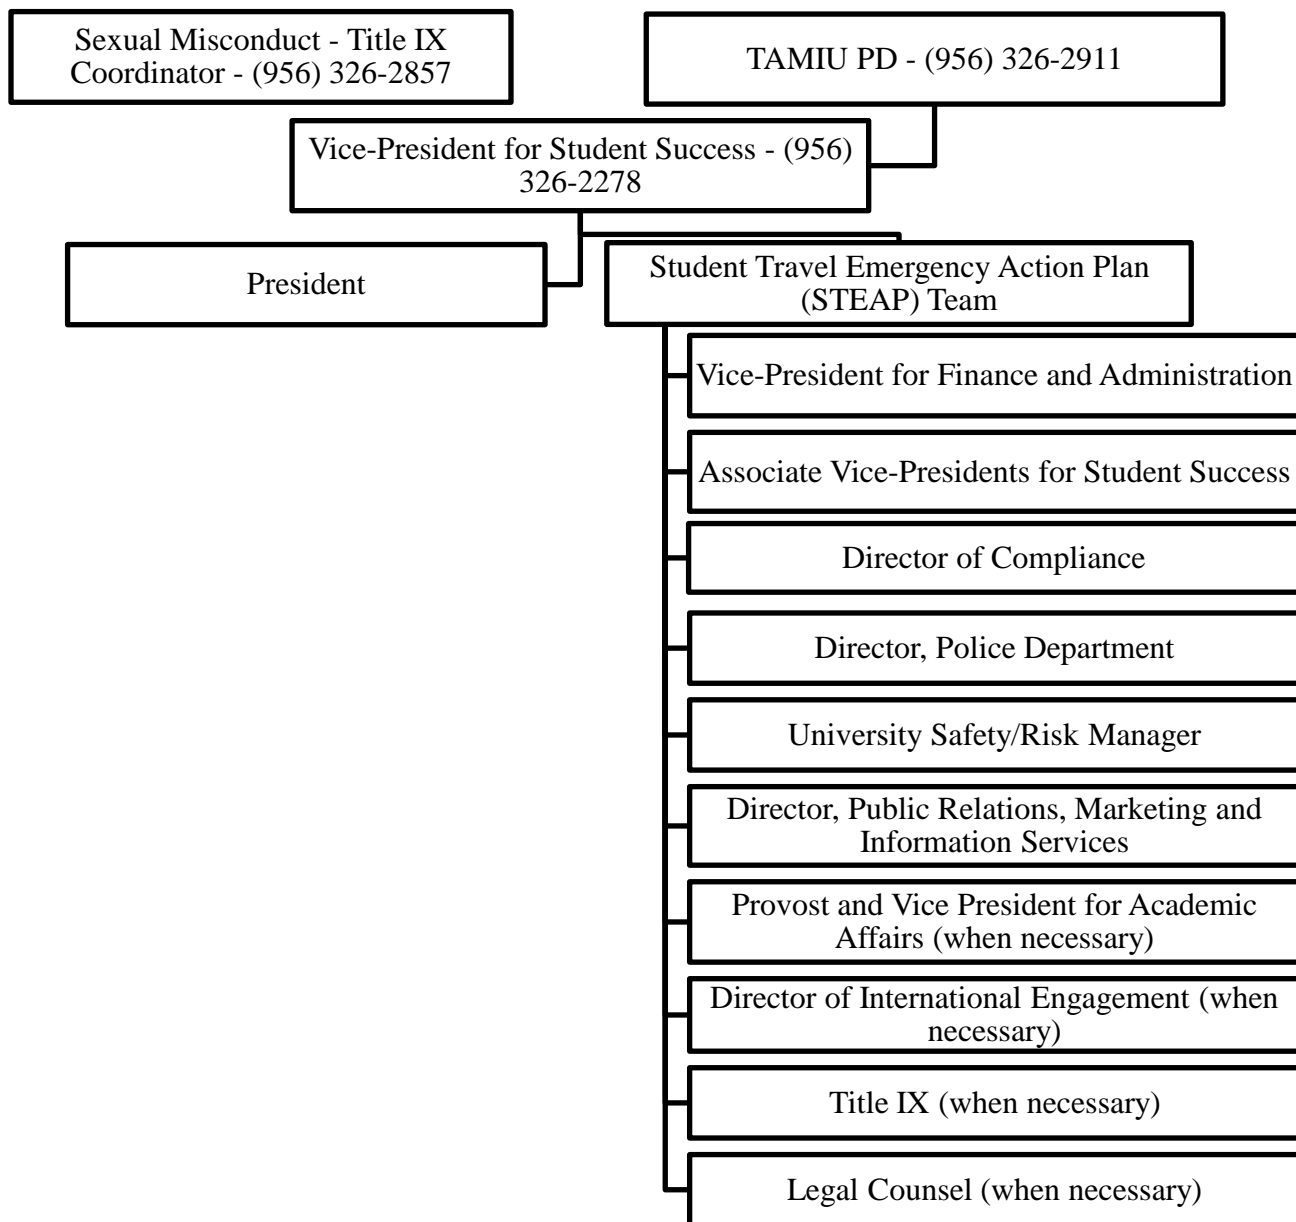 Sexual Misconduct - Title IX
Coordinator - (956) 326-2857
TAMIU PD - (956) 326-2911
Vice-President for Student Success - (956)
326-2278
President
Student Travel Emergency Action Plan
(STEAP) Team
Vice-President for Finance and Administration
Associate Vice-Presidents for Student Success
Director of Compliance
Director, Police Department
University Safety/Risk Manager
Director, Public Relations, Marketing and
Information Services
Provost and Vice President for Academic
Affairs (when necessary)
Director of International Engagement (when
necessary)
Title IX (when necessary)
Legal Counsel (when necessary)